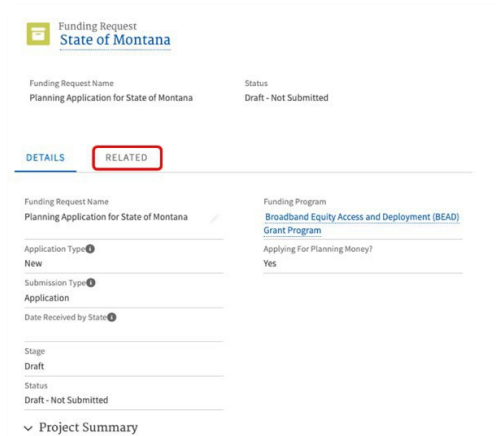 Funding Request
State of Montana
Funding Request Name
Status
Planning Application for State of Montana
Draft - Not Submitted
DETAILS
RELATED
Funding Request Name
Funding Program
Planning Application for State of Montana
Broadband Equity Access and Deployment (BEAD)
Grant Program
Application Type
Applying For Planning Money?
New
Yes
Submission Type
Application
Date Received by State
Stage
Draft
Status
Draft - Not Submitted
Project Summary